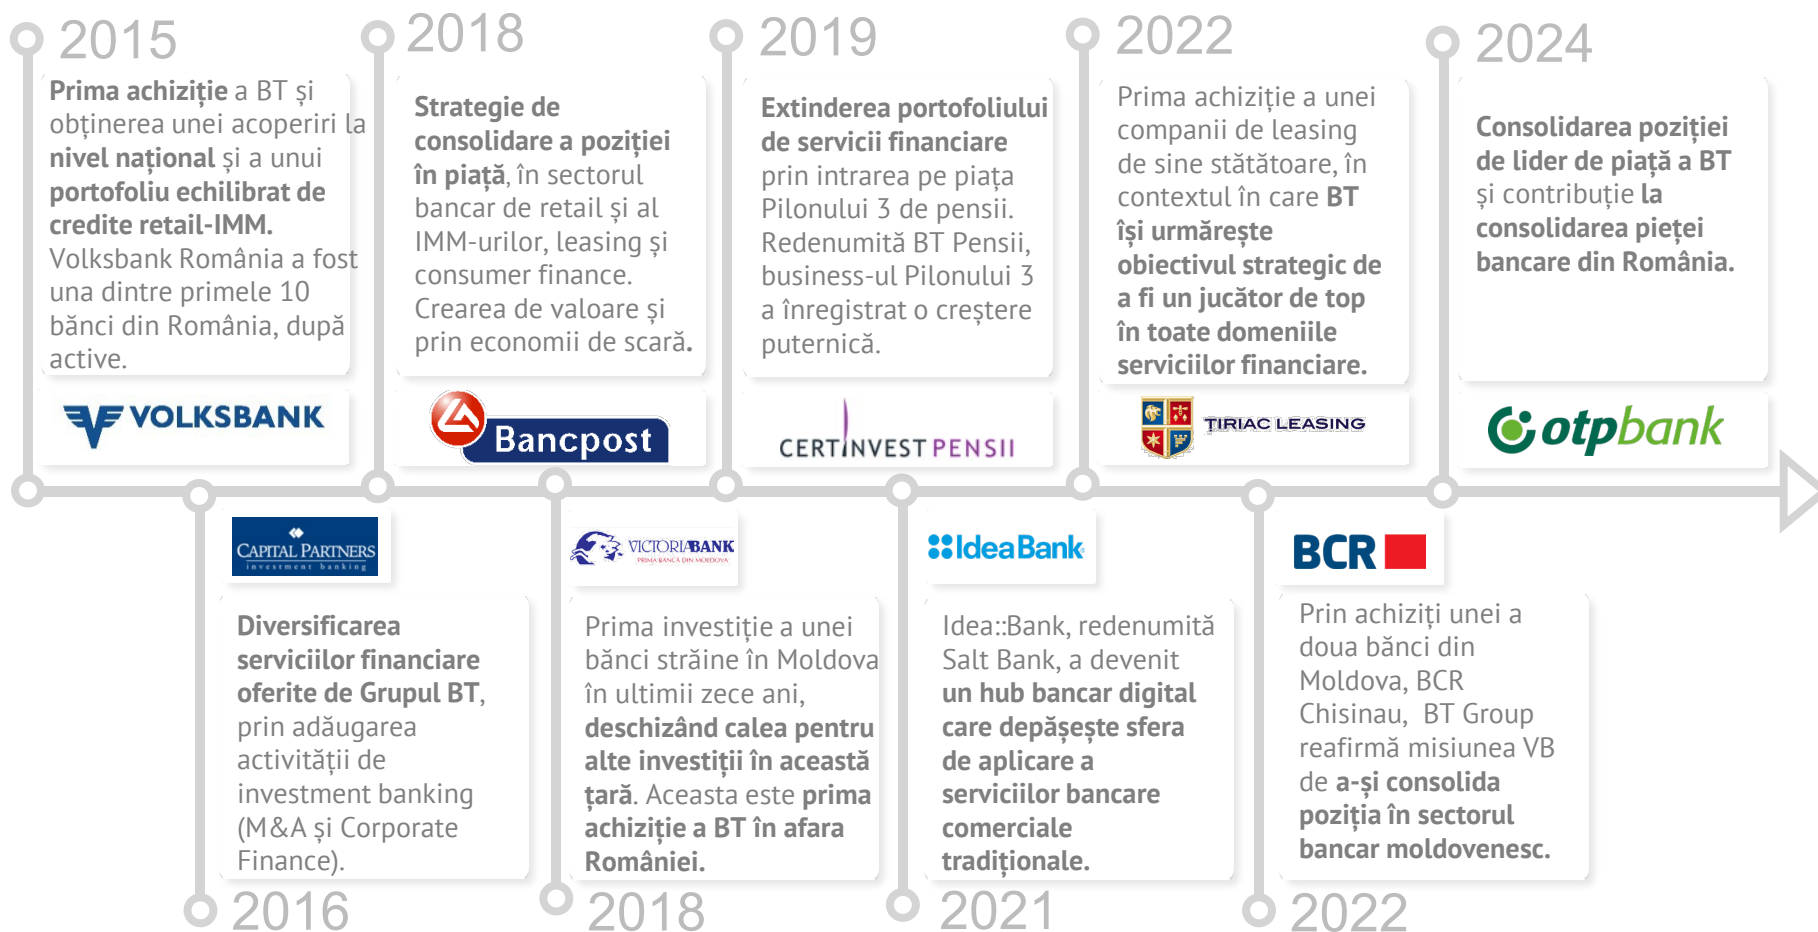 2015
Prima achiziție a BT și
obținerea unei acoperiri la
nivel național și a unui
portofoliu echilibrat de
credite retail-IMM.
Volksbank România a fost
una dintre primele 10
bănci din România, după
active.
VOLKSBANK
2018
Strategie de
consolidare a poziției
în piață, în sectorul
bancar de retail și al
IMM-urilor, leasing și
consumer finance.
Crearea de valoare și
prin economii de scară.
Bancpost
2019
Extinderea portofoliului
de servicii financiare
prin intrarea pe piața
Pilonului 3 de pensii.
Redenumită BT Pensii,
business-ul Pilonului 3
a înregistrat o creștere
puternică.
CERTINVEST PENSII
2022
Prima achiziție a unei
companii de leasing
de sine stătătoare, în
contextul în care BT
își urmărește
obiectivul strategic de
a fi un jucător de top
în toate domeniile
serviciilor financiare.
TIRIAC LEASING
2024
Consolidarea poziției
de lider de piață a BT
și contribuție la
consolidarea pieței
bancare din România.
otpbank
CAPITAL PARTNERS
investment banking
Diversificarea
serviciilor financiare
oferite de Grupul BT,
prin adăugarea
activității de
investment banking
(M&A și Corporate
Finance).
2016
VICTORIABANK
PRIMA BANCĂ DIN MOLDOVA
Prima investiție a unei
bănci străine în Moldova
în ultimii zece ani,
deschizând calea pentru
alte investiții în această
țară. Aceasta este prima
achiziție a BT în afara
României.
2018
Idea Bank
Idea::Bank, redenumită
Salt Bank, a devenit
un hub bancar digital
care depășește sfera
de aplicare a
serviciilor bancare
comerciale
tradiționale.
2021
BCR
Prin achiziți unei a
doua bănci din
Moldova, BCR
Chisinau, BT Group
reafirmă misiunea VB
de a-și consolida
poziția în sectorul
bancar moldovenesc.
2022